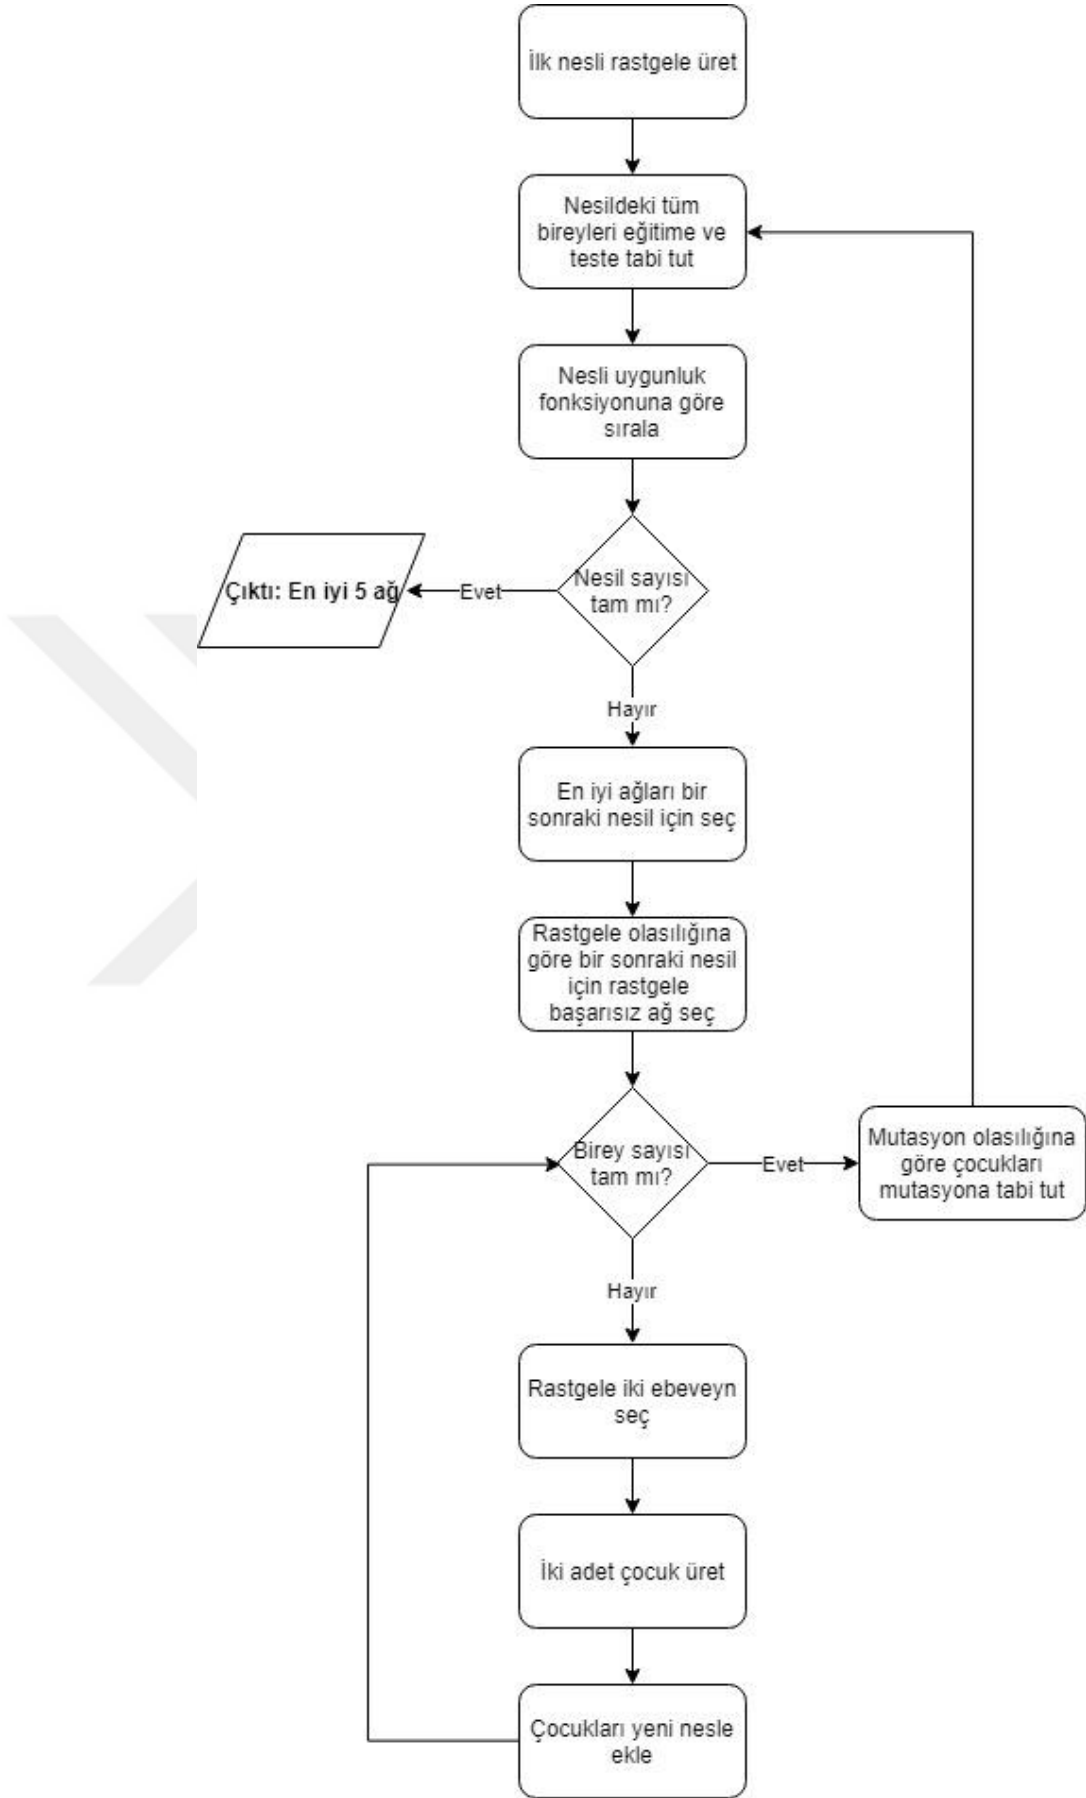 İlk nesli rastgele üret
Nesildeki tüm
bireyleri eğitime ve
teste tabi tut
Nesli uygunluk
fonksiyonuna göre
sırala
Nesil sayısı
tam mı?
Evet
Çıktı: En iyi 5 ağ
Hayır
En iyi ağları bir
sonraki nesil için seç
Rastgele olasılığına
göre bir sonraki nesil
için rastgele
başarısız ağ seç
Birey sayısı
tam mı?
Evet
Mutasyon olasılığına
göre çocukları
mutasyona tabi tut
Hayır
Rastgele iki ebeveyn
seç
İki adet çocuk üret
Çocukları yeni nesle
ekle